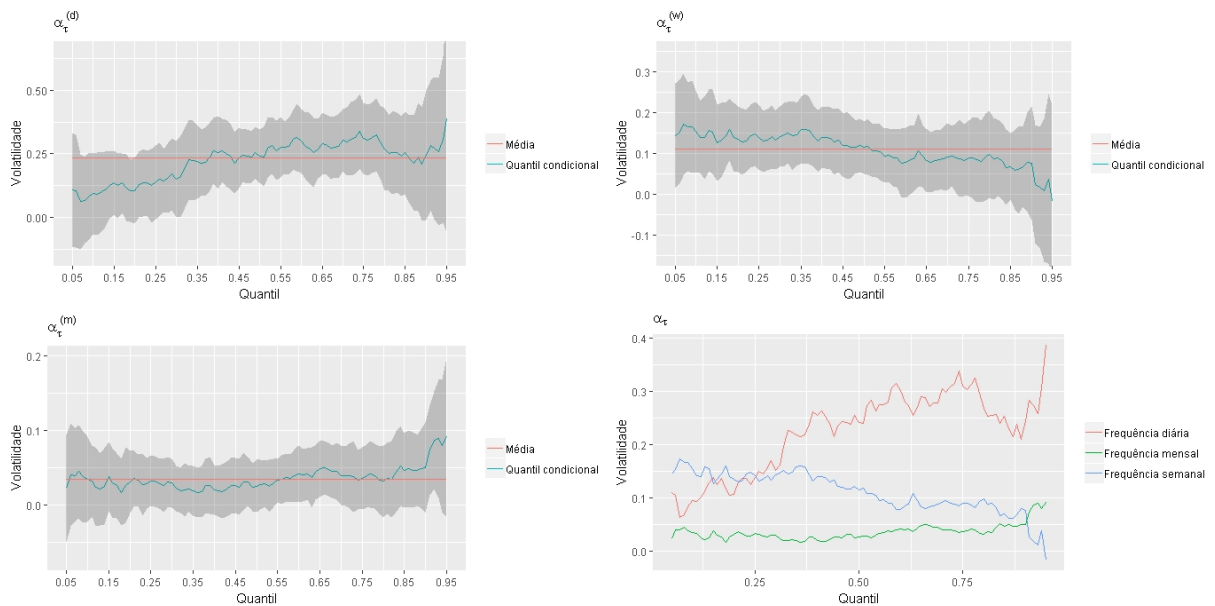 ατ(d)
Volatilidade
0.50
0.25
0.00
0.05 0.15 0.25 0.35 0.45 0.55 0.65 0.75 0.85 0.95
Quantil
Média
Quantil condicional
ατ(w)
Volatilidade
0.3
0.2
0.1
0.0
-0.1
0.05 0.15 0.25 0.35 0.45 0.55 0.65 0.75 0.85 0.95
Quantil
Média
Quantil condicional
ατ(m)
Volatilidade
0.2
0.1
0.0
0.05 0.15 0.25 0.35 0.45 0.55 0.65 0.75 0.85 0.95
Quantil
Média
Quantil condicional
ατ
Volatilidade
0.4
0.3
0.2
0.1
0.0
0.25 0.50 0.75
Quantil
Frequência diária
Frequência mensal
Frequência semanal